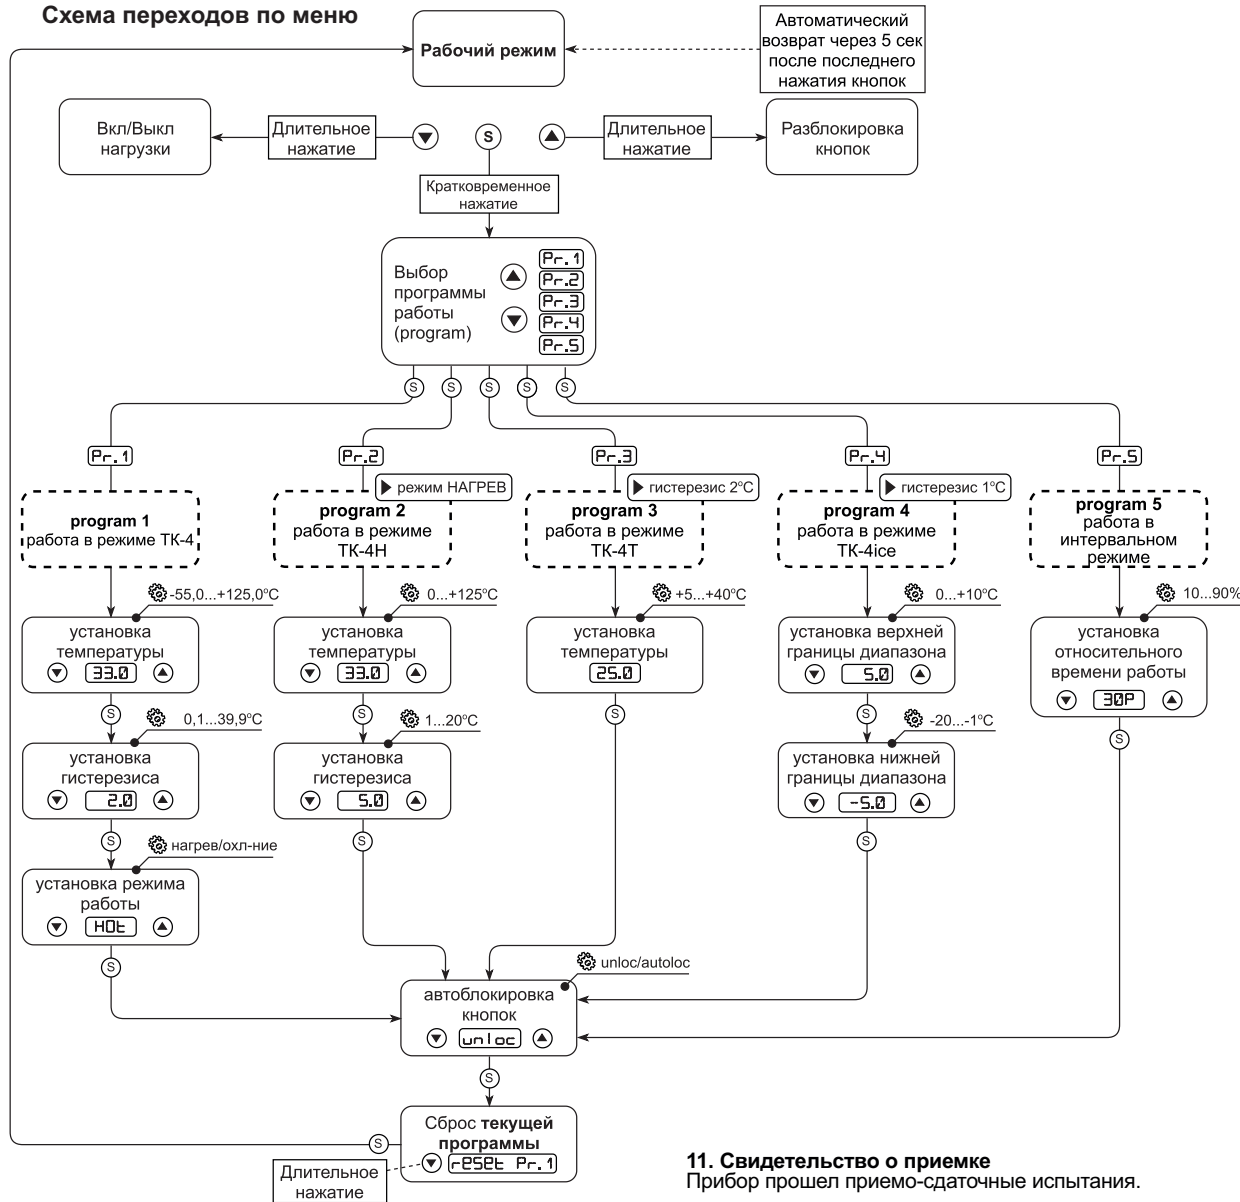 Схема переходов по меню
Рабочий режим
Автоматический
возврат через 5 сек
после последнего
нажатия кнопок
Вкл/Выкл
нагрузки
Длительное
нажатие
S
Длительное
нажатие
Разблокировка
кнопок
Кратковременное
нажатие
Выбор
программы
работы
(program)
Pr.1
Pr.2
Pr.3
Pr.4
Pr.5
S S S S S
Pr.1 Pr.2 Pr.3 Pr.4 Pr.5
program 1
работа в режиме ТК-4
режим НАГРЕВ
program 2
работа в режиме
ТК-4Н
гистерезис 2°C
program 3
работа в режиме
ТК-4Т
гистерезис 1°C
program 4
работа в режиме
ТК-4ice
program 5
работа в
интервальном
режиме
-55,0...+125,0°C
установка
температуры
33.0
0...+125°C
установка
температуры
33.0
+5...+40°C
установка
температуры
25.0
0...+10°C
установка верхней
границы диапазона
5.0
10...90%
установка
относительного
времени работы
30P
S S S S S
0,1...39,9°C
установка
гистерезиса
2.0
1...20°C
установка
гистерезиса
5.0
-20...-1°C
установка нижней
границы диапазона
-5.0
S S S
нагрев/охл-ние
установка режима
работы
HOt
S
unloc/autoloc
автоблокировка
кнопок
unloc
S
Сброс текущей
программы
reset Pr.1
S
Длительное
нажатие
11. Свидетельство о приемке
Прибор прошел приемо-сдаточные испытания.